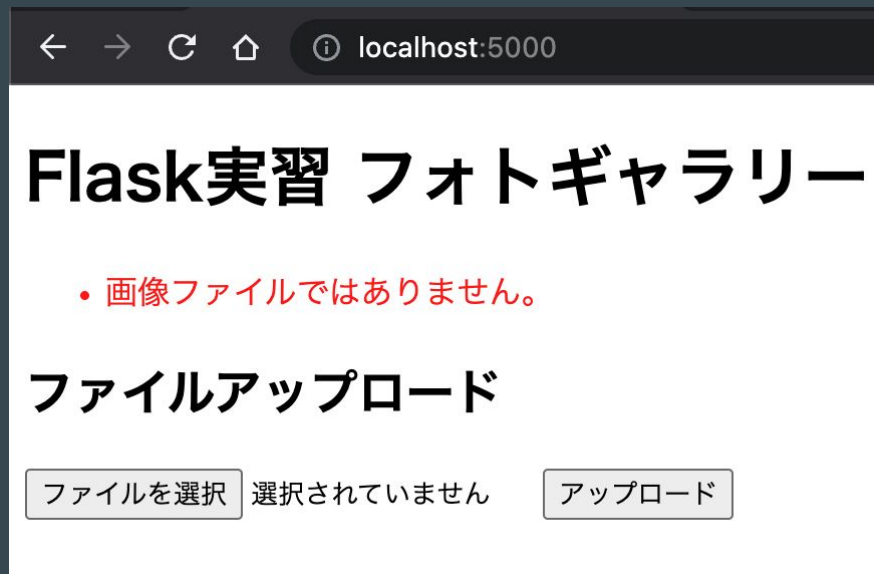 localhost:5000
Flask実習 フォトギャラリー
• 画像ファイルではありません。
ファイルアップロード
ファイルを選択 選択されていません アップロード